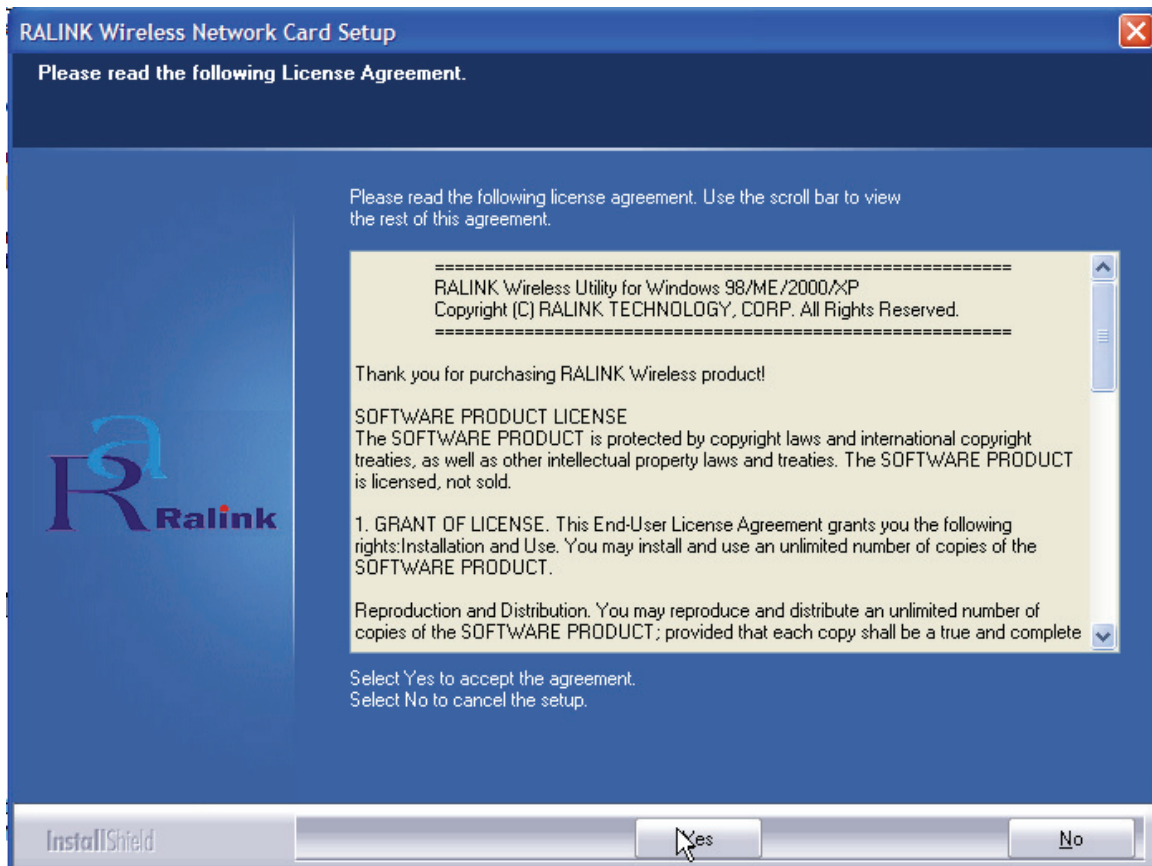 RALINK Wireless Network Card Setup
Please read the following License Agreement.
Please read the following license agreement. Use the scroll bar to view
the rest of this agreement.
============================================================
RALINK Wireless Utility for Windows 98/ME/2000/XP
Copyright (C) RALINK TECHNOLOGY, CORP. All Rights Reserved.
============================================================
Thank you for purchasing RALINK Wireless product!
SOFTWARE PRODUCT LICENSE
The SOFTWARE PRODUCT is protected by copyright laws and international copyright
treaties, as well as other intellectual property laws and treaties. The SOFTWARE PRODUCT
is licensed, not sold.
1. GRANT OF LICENSE. This End-User License Agreement grants you the following
rights:Installation and Use. You may install and use an unlimited number of copies of the
SOFTWARE PRODUCT.
Reproduction and Distribution. You may reproduce and distribute an unlimited number of
copies of the SOFTWARE PRODUCT; provided that each copy shall be a true and complete
Ra
Ralink
Select Yes to accept the agreement.
Select No to cancel the setup.
InstallShield
Yes
No